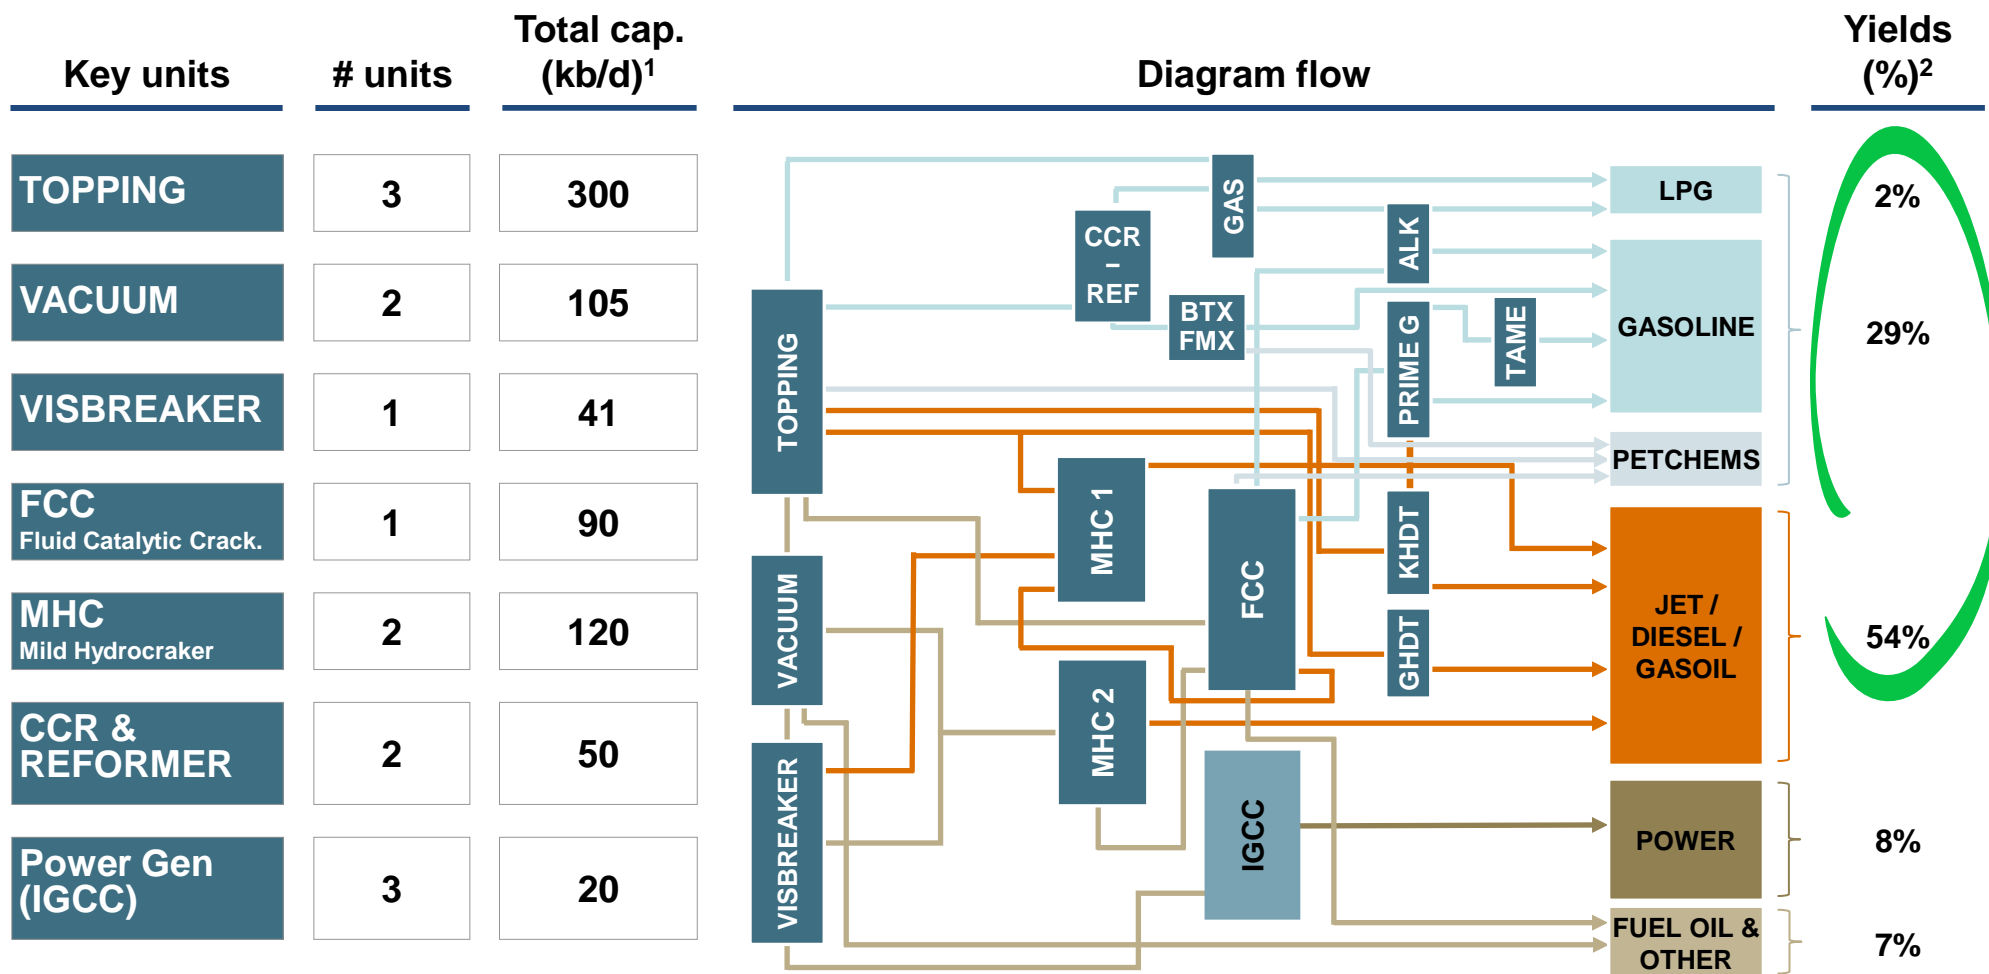 Key units
# units
Total cap.
(kb/d)1
Diagram flow
Yields
(%)2
TOPPING
3
300
VACUUM
2
105
VISBREAKER
1
41
FCC
Fluid Catalytic Crack.
1
90
MHC
Mild Hydrocraker
2
120
CCR &
REFORMER
2
50
Power Gen
(IGCC)
3
20
TOPPING
VACUUM
VISBREAKER
CCR
–
REF
BTX
FMX
GAS
ALK
PRIME G
TAME
MHC 1
MHC 2
FCC
IGCC
KHDT
GHDT
LPG
GASOLINE
PETCHEMS
JET /
DIESEL /
GASOIL
POWER
FUEL OIL &
OTHER
2%
29%
54%
8%
7%